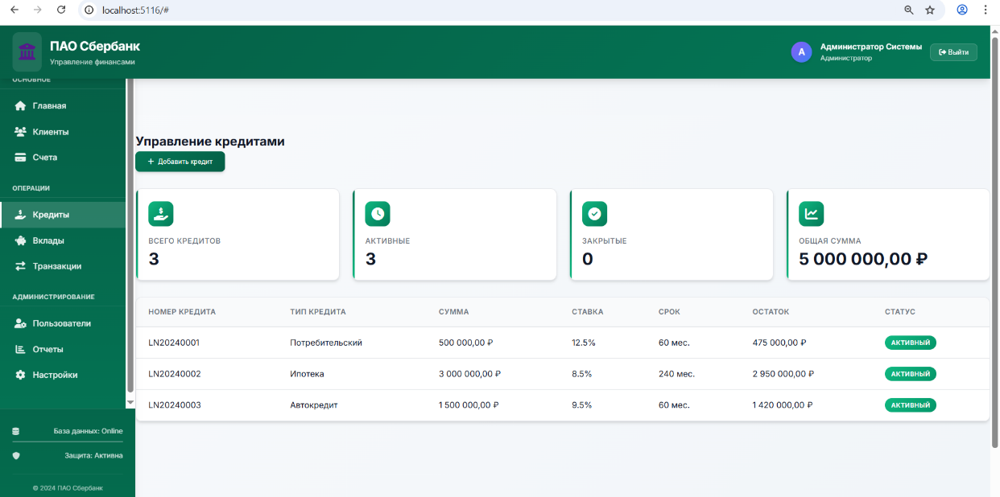 localhost:5116/#
ПАО Сбербанк
Управление финансами
А
Администратор Системы
Администратор
Выйти
ОСНОВНОЕ
Главная
Клиенты
Счета
ОПЕРАЦИИ
Кредиты
Вклады
Транзакции
АДМИНИСТРИРОВАНИЕ
Пользователи
Отчеты
Настройки
База данных: Online
Защита: Активна
© 2024 ПАО Сбербанк
Управление кредитами
+ Добавить кредит
ВСЕГО КРЕДИТОВ
3
АКТИВНЫЕ
3
ЗАКРЫТЫЕ
0
ОБЩАЯ СУММА
5 000 000,00 ₽
НОМЕР КРЕДИТА ТИП КРЕДИТА СУММА СТАВКА СРОК ОСТАТОК СТАТУС
LN20240001 Потребительский 500 000,00 ₽ 12.5% 60 мес. 475 000,00 ₽ АКТИВНЫЙ
LN20240002 Ипотека 3 000 000,00 ₽ 8.5% 240 мес. 2 950 000,00 ₽ АКТИВНЫЙ
LN20240003 Автокредит 1 500 000,00 ₽ 9.5% 60 мес. 1 420 000,00 ₽ АКТИВНЫЙ